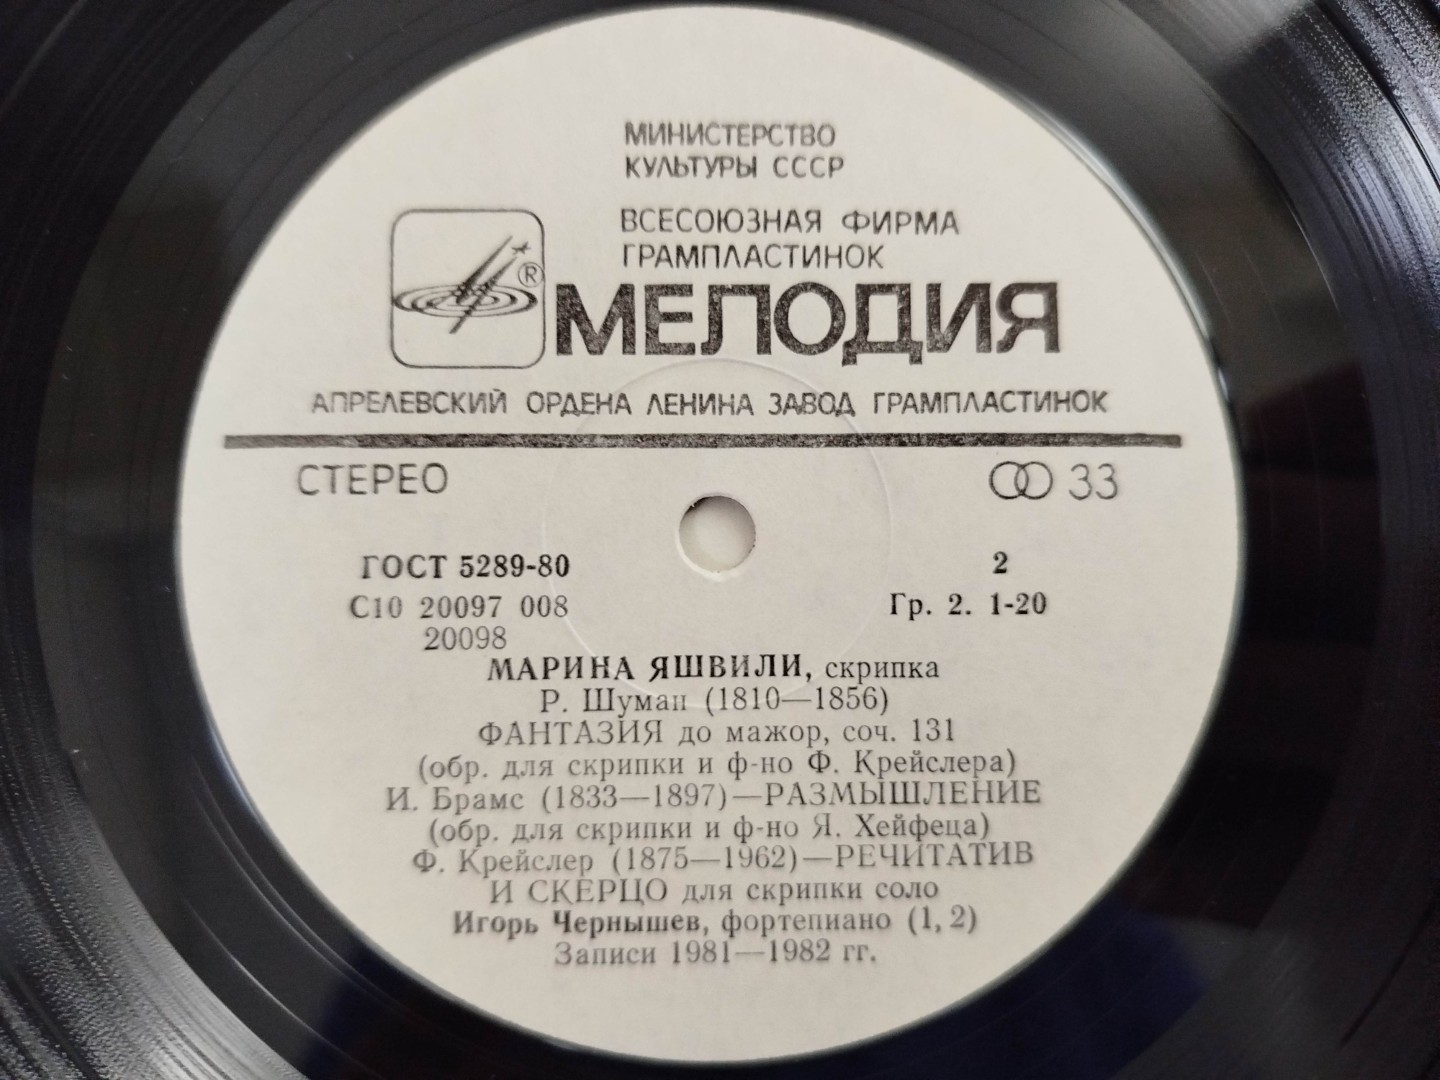 МИНИСТЕРСТВО
КУЛЬТУРЫ СССР
ВСЕСОЮЗНАЯ ФИРМА
ГРАМПЛАСТИНОК
®
МЕЛОДИЯ
АПРЕЛЕВСКИЙ ОРДЕНА ЛЕНИНА ЗАВОД ГРАМПЛАСТИНОК
СТЕРЕО 33
ГОСТ 5289-80 2
С10 20097 008 Гр. 2. 1-20
20098
МАРИНА ЯШВИЛИ, скрипка
Р. Шуман (1810—1856)
ФАНТАЗИЯ до мажор, соч. 131
(обр. для скрипки и ф-но Ф. Крейслера)
И. Брамс (1833—1897)—РАЗМЫШЛЕНИЕ
(обр. для скрипки и ф-но Я. Хейфеца)
Ф. Крейслер (1875—1962)—РЕЧИТАТИВ
И СКЕРЦО для скрипки соло
Игорь Чернышев, фортепиано (1, 2)
Записи 1981—1982 гг.